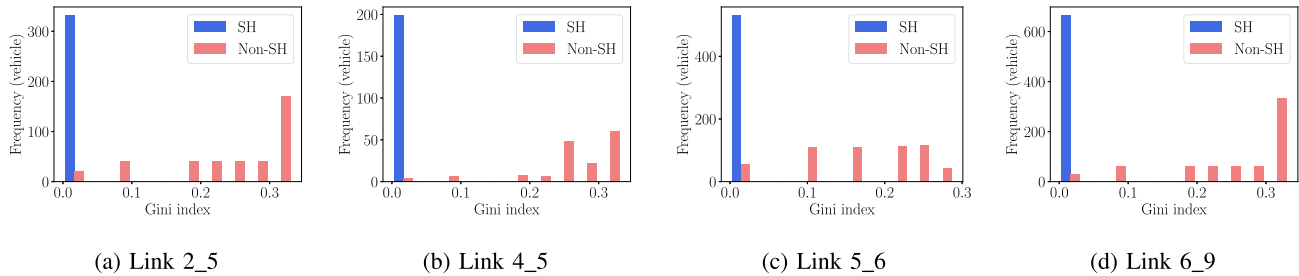 SH
Non-SH
Frequency (vehicle)
300
200
100
0
0.0 0.1 0.2 0.3
Gini index
(a) Link 2_5
SH
Non-SH
Frequency (vehicle)
200
150
100
50
0
0.0 0.1 0.2 0.3
Gini index
(b) Link 4_5
SH
Non-SH
Frequency (vehicle)
400
200
0
0.0 0.1 0.2 0.3
Gini index
(c) Link 5_6
SH
Non-SH
Frequency (vehicle)
600
400
200
0
0.0 0.1 0.2 0.3
Gini index
(d) Link 6_9